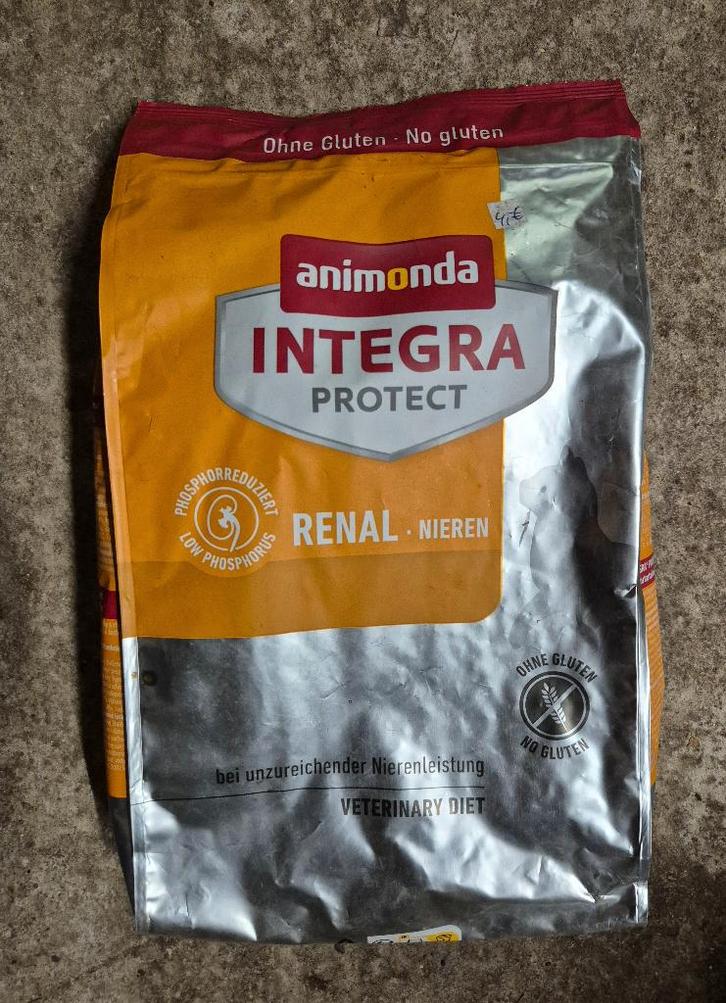 Ohne Gluten · No gluten
4,-€
animonda
INTEGRA
PROTECT
PHOSPHORREDUZIERT
LOW PHOSPHORUS
RENAL · NIEREN
OHNE GLUTEN
NO GLUTEN
bei unzureichender Nierenleistung
VETERINARY DIET